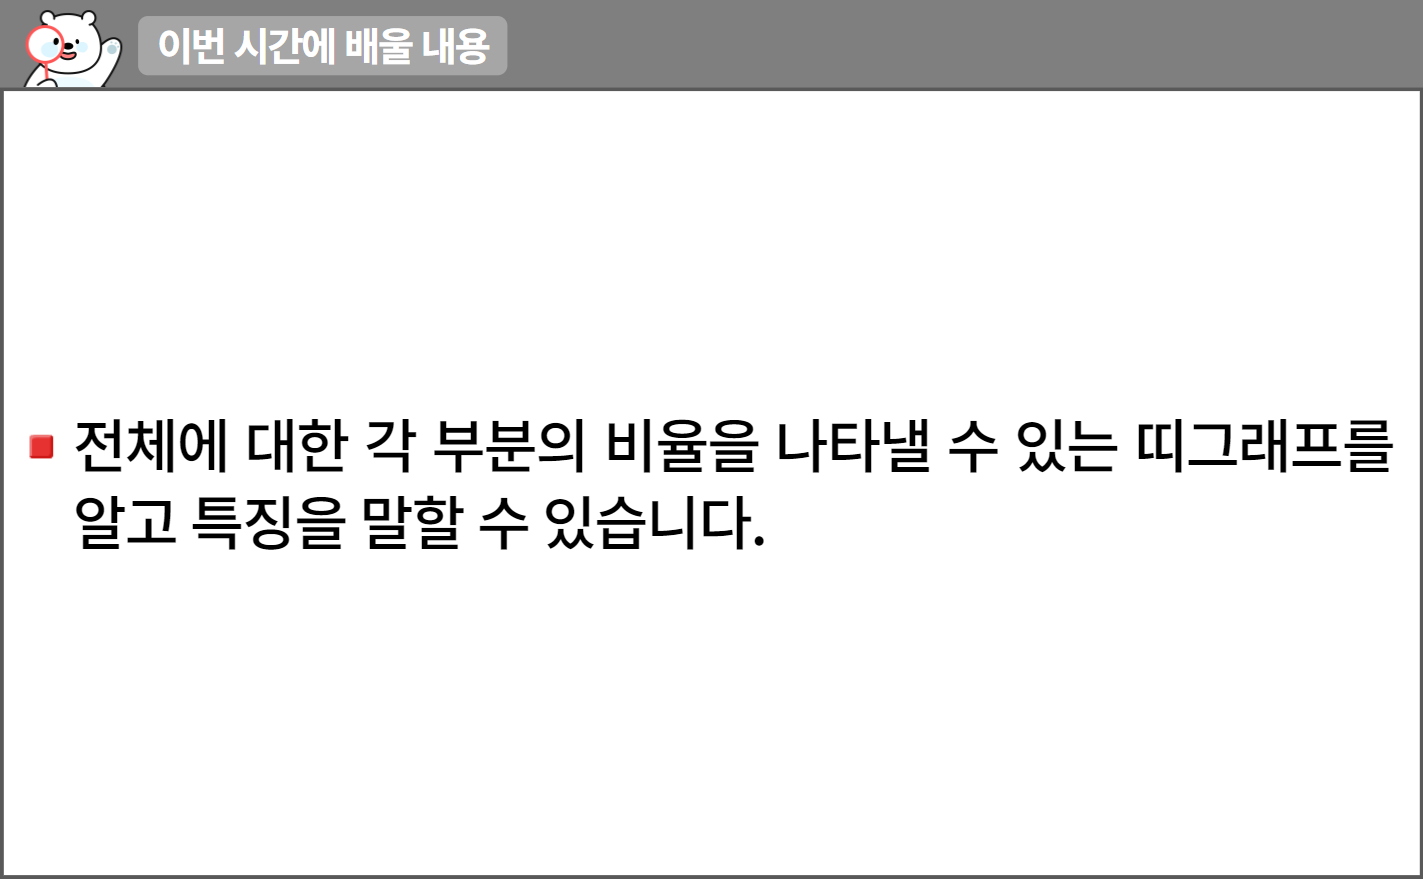 이번 시간에 배울 내용
전체에 대한 각 부분의 비율을 나타낼 수 있는 띠그래프를
알고 특징을 말할 수 있습니다.